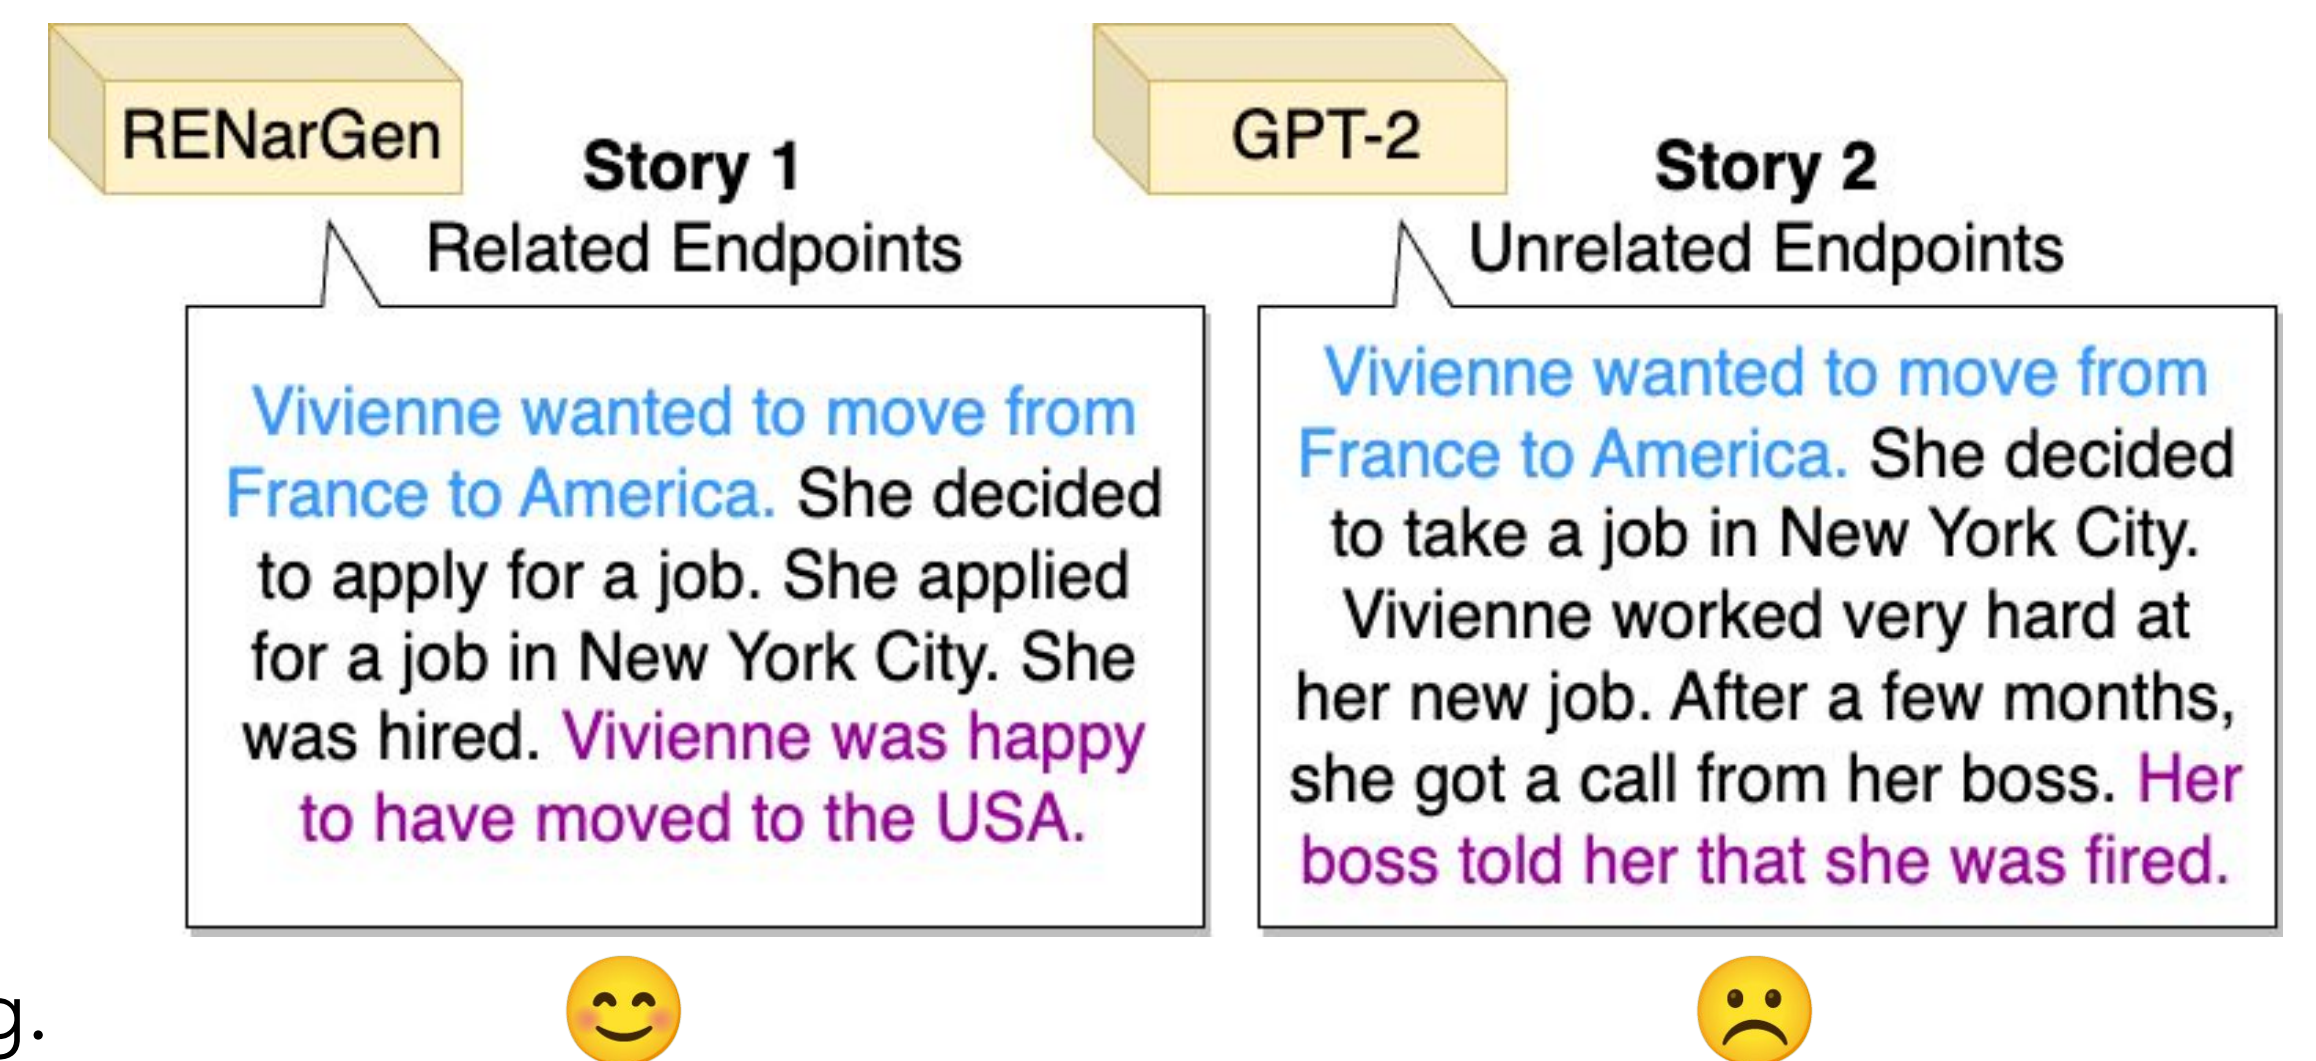 RENarGen
Story 1
Related Endpoints
Vivienne wanted to move from
France to America. She decided
to apply for a job. She applied
for a job in New York City. She
was hired. Vivienne was happy
to have moved to the USA.
GPT-2
Story 2
Unrelated Endpoints
Vivienne wanted to move from
France to America. She decided
to take a job in New York City.
Vivienne worked very hard at
her new job. After a few months,
she got a call from her boss. Her
boss told her that she was fired.
g.